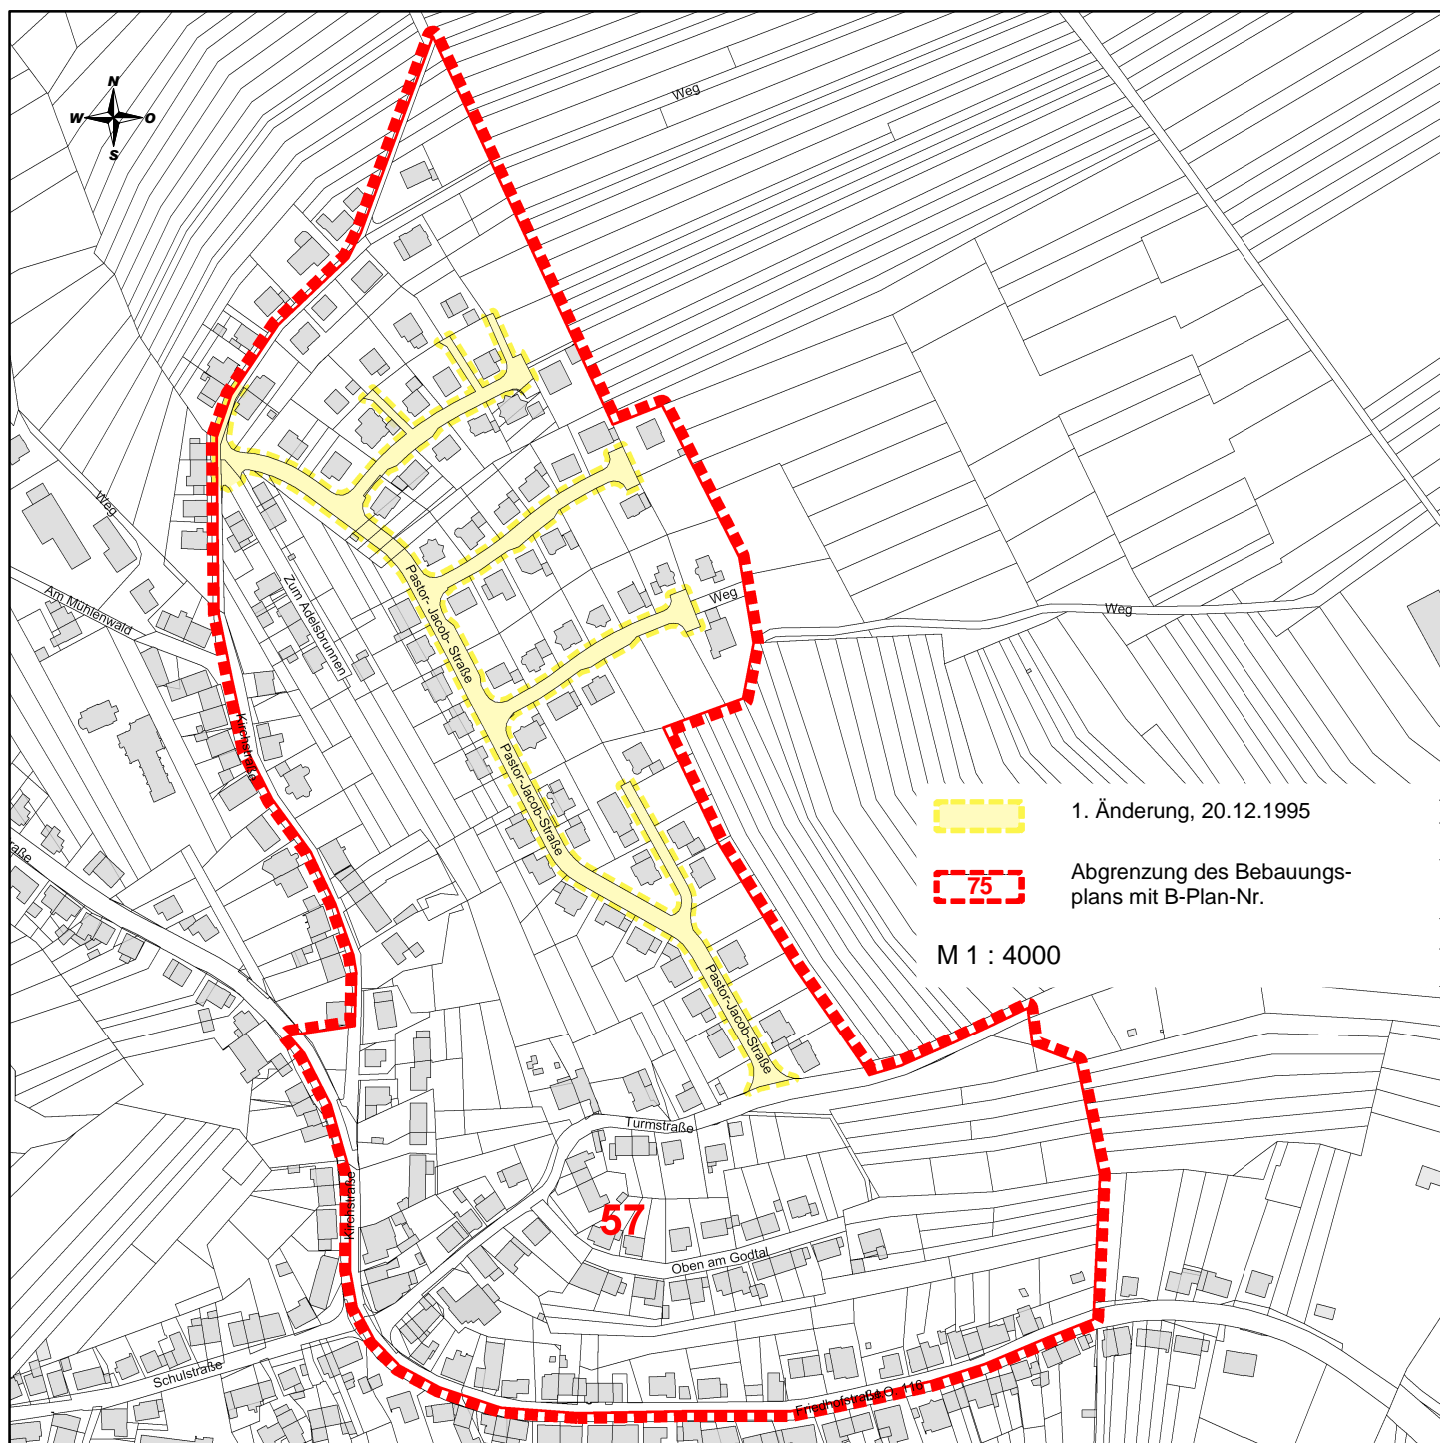 N
W O
S
Weg
Weg
Am Mühlenwald
Zum Adelsbrunnen
Pastor- Jacob- Straße
Weg
Weg
Kirchstraße
Pastor-Jacob-Straße
1. Änderung, 20.12.1995
75
Abgrenzung des Bebauungs-
plans mit B-Plan-Nr.
M 1 : 4000
raße
Pastor-Jacob-Straße
Turmstraße
Kirchstraße
57
Oben am Godtal
Schulstraße
Friedhofstraße